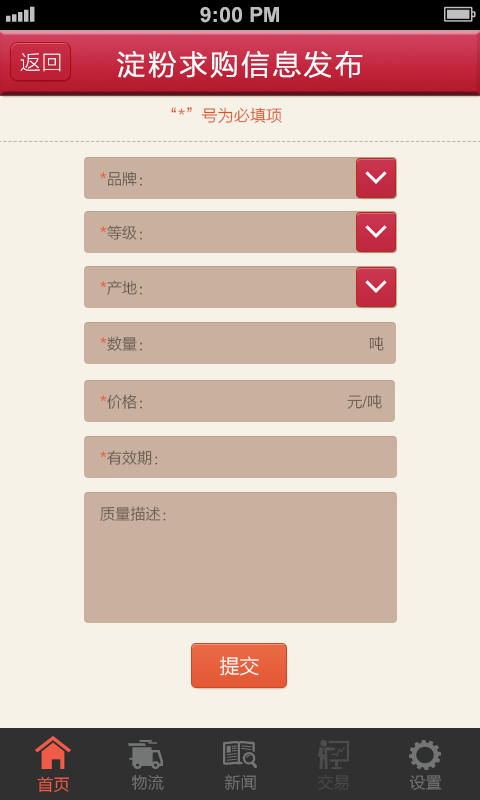 9:00 PM
返回
淀粉求购信息发布
“*”号为必填项
*品牌：
*等级：
*产地：
*数量： 吨
*价格： 元/吨
*有效期：
质量描述：
提交
首页 物流 新闻 交易 设置